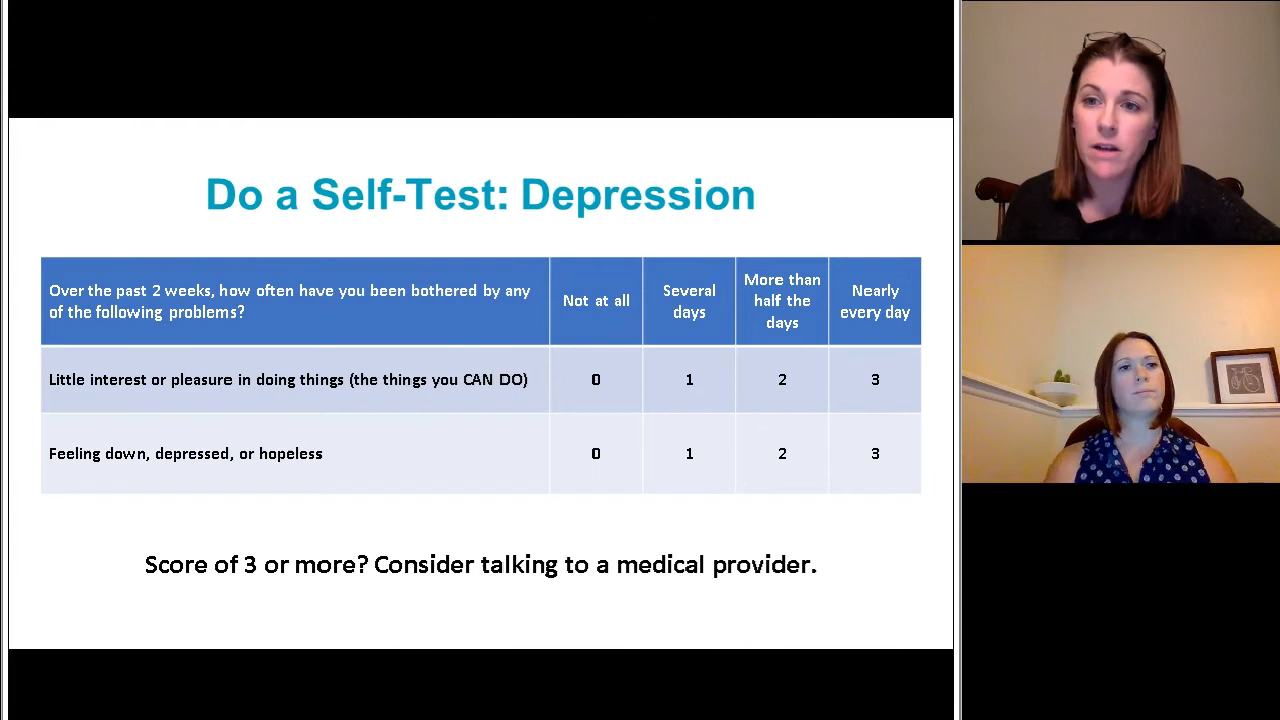 Do a Self-Test: Depression
Over the past 2 weeks, how often have you been bothered by any
of the following problems?
Not at all
Several
days
More than
half the
days
Nearly
every day
Little interest or pleasure in doing things (the things you CAN DO)
0
1
2
3
Feeling down, depressed, or hopeless
0
1
2
3
Score of 3 or more? Consider talking to a medical provider.